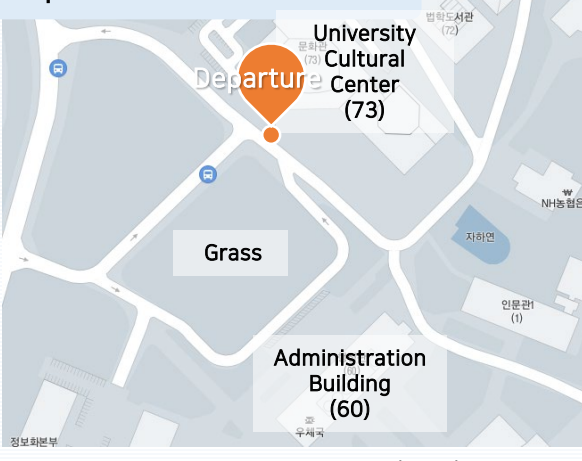 법학도서관
(72)
University
Cultural
Center
(73)
문화관
(73)
Departure
NH농협은
자하연
Grass
인문관1
(1)
Administration
Building
(60)
(60)
우체국
정보화본부